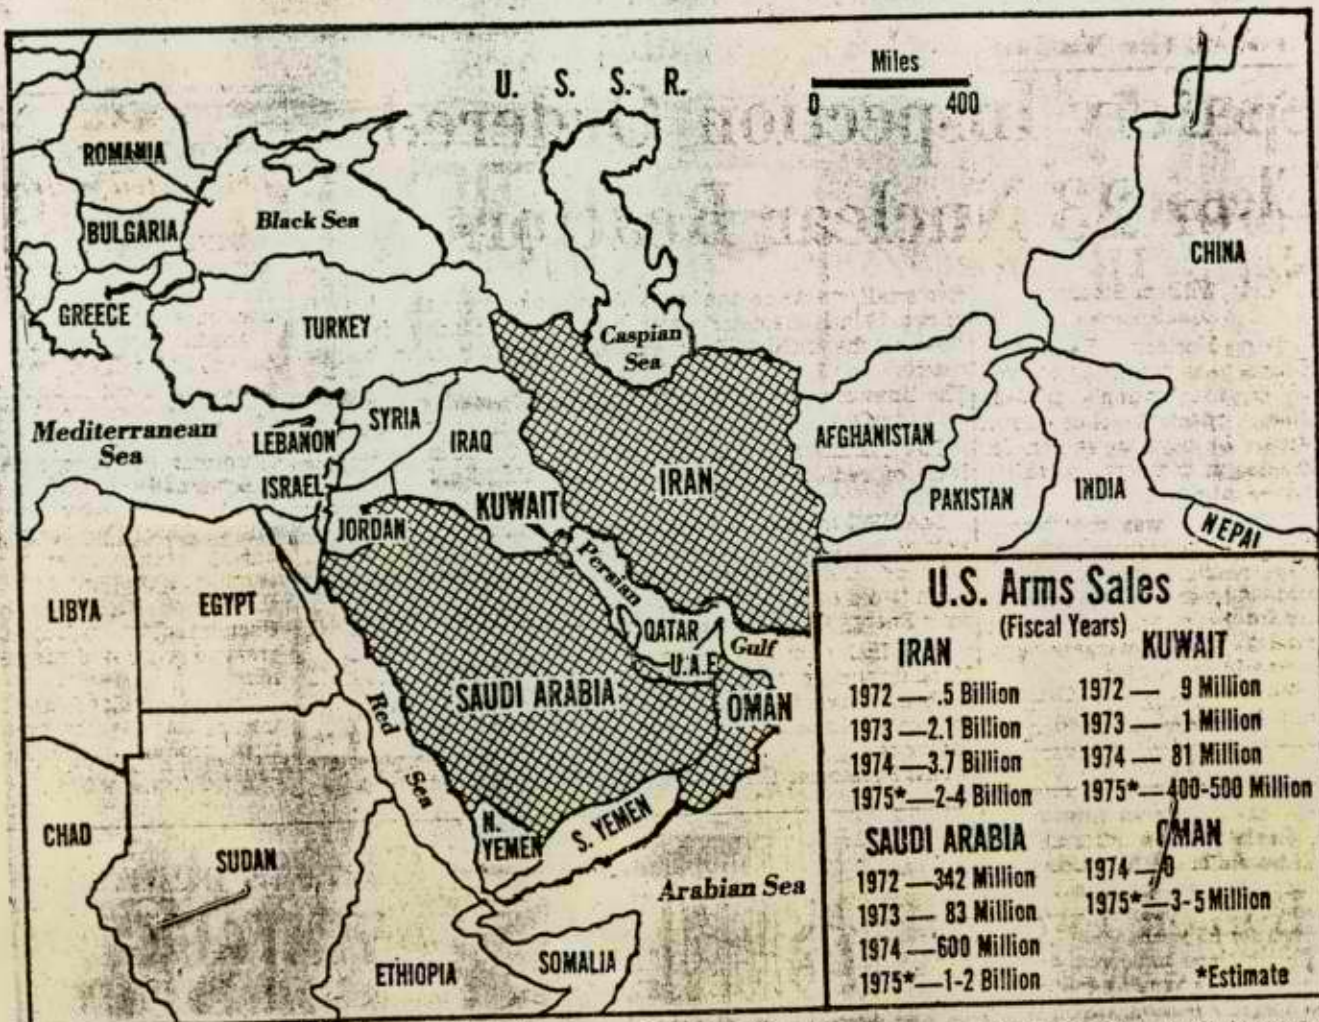 U. S. S. R.
Miles
0 400
ROMANIA
BULGARIA
Black Sea
CHINA
GREECE
TURKEY
Caspian
Sea
Mediterranean
Sea
LEBANON
SYRIA
IRAQ
IRAN
AFGHANISTAN
ISRAEL
JORDAN
KUWAIT
PAKISTAN
INDIA
NEPAL
LIBYA
EGYPT
Persian
Gulf
QATAR
U.A.E.
SAUDI ARABIA
OMAN
Red
Sea
N.
YEMEN
S. YEMEN
CHAD
SUDAN
Arabian Sea
ETHIOPIA
SOMALIA
U.S. Arms Sales
(Fiscal Years)
IRAN
1972 — .5 Billion
1973 —2.1 Billion
1974 —3.7 Billion
1975*—2-4 Billion
KUWAIT
1972 — 9 Million
1973 — 1 Million
1974 — 81 Million
1975*—400-500 Million
SAUDI ARABIA
1972 —342 Million
1973 — 83 Million
1974 —600 Million
1975*—1-2 Billion
OMAN
1974 —0
1975*—3-5 Million
*Estimate